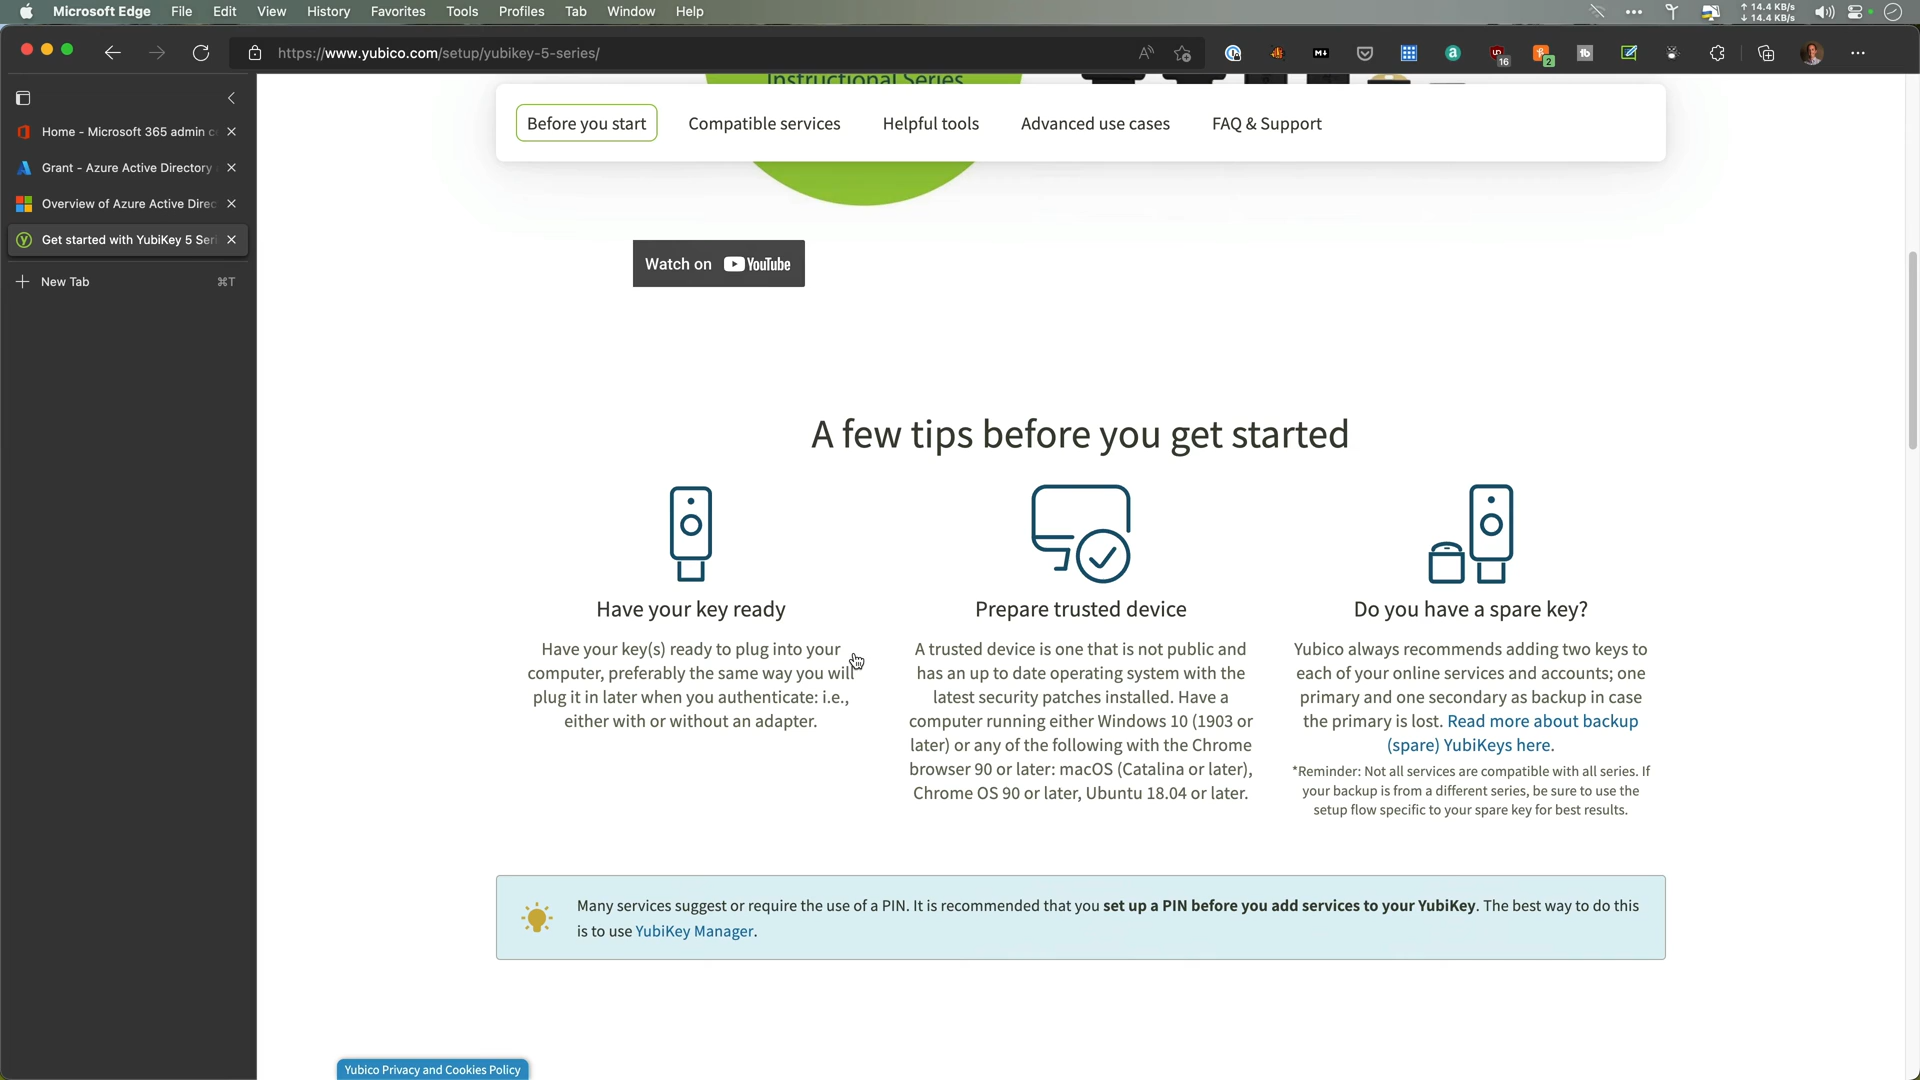 Microsoft Edge File Edit View History Favorites Tools Profiles Tab Window Help
14.4 KB/s
14.4 KB/s
https://www.yubico.com/setup/yubikey-5-series/
16
2
Home - Microsoft 365 admin c
Grant - Azure Active Directory
Overview of Azure Active Direc
Get started with YubiKey 5 Seri
New Tab ⌘T
Instructional Series
Before you start Compatible services Helpful tools Advanced use cases FAQ & Support
Watch on YouTube
A few tips before you get started
Have your key ready
Have your key(s) ready to plug into your
computer, preferably the same way you will
plug it in later when you authenticate: i.e.,
either with or without an adapter.
Prepare trusted device
A trusted device is one that is not public and
has an up to date operating system with the
latest security patches installed. Have a
computer running either Windows 10 (1903 or
later) or any of the following with the Chrome
browser 90 or later: macOS (Catalina or later),
Chrome OS 90 or later, Ubuntu 18.04 or later.
Do you have a spare key?
Yubico always recommends adding two keys to
each of your online services and accounts; one
primary and one secondary as backup in case
the primary is lost. Read more about backup
(spare) YubiKeys here.
*Reminder: Not all services are compatible with all series. If
your backup is from a different series, be sure to use the
setup flow specific to your spare key for best results.
Many services suggest or require the use of a PIN. It is recommended that you set up a PIN before you add services to your YubiKey. The best way to do this
is to use YubiKey Manager.
Yubico Privacy and Cookies Policy